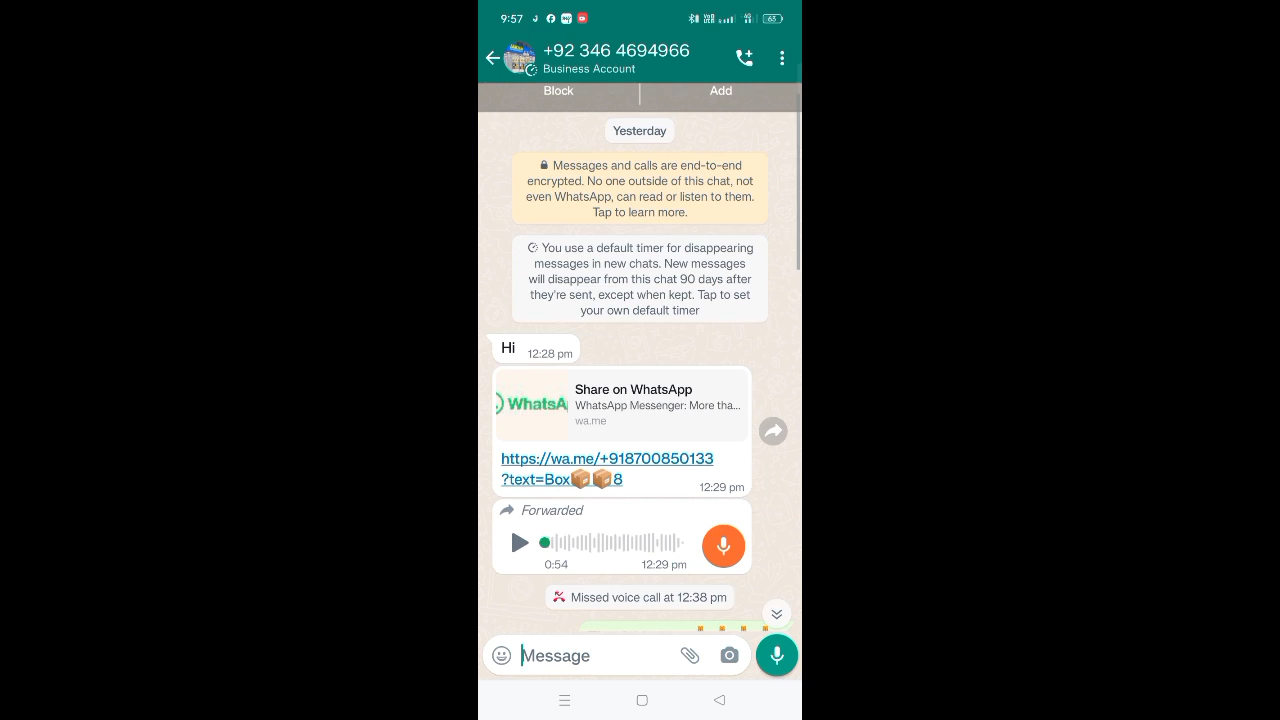 9:57
63
+92 346 4694966
Business Account
Block
Add
Yesterday
Messages and calls are end-to-end
encrypted. No one outside of this chat, not
even WhatsApp, can read or listen to them.
Tap to learn more.
You use a default timer for disappearing
messages in new chats. New messages
will disappear from this chat 90 days after
they're sent, except when kept. Tap to set
your own default timer
Hi 12:28 pm
WhatsA
Share on WhatsApp
WhatsApp Messenger: More tha...
wa.me
https://wa.me/+918700850133
?text=Box📦📦8
12:29 pm
Forwarded
0:54 12:29 pm
Missed voice call at 12:38 pm
Message